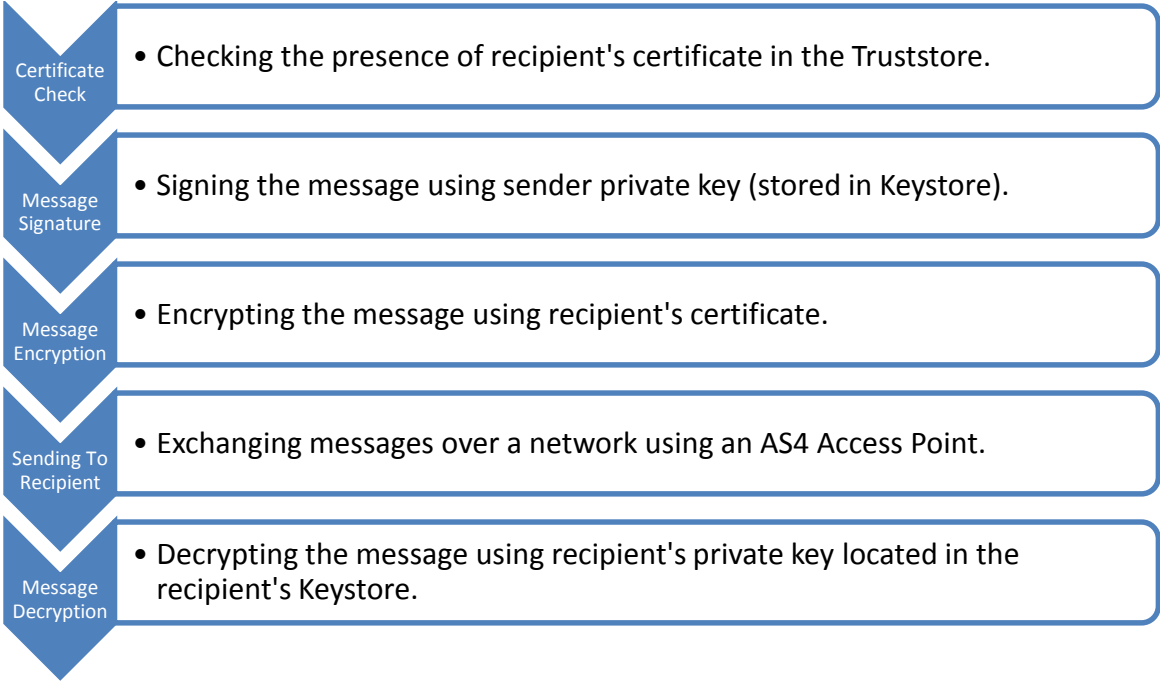 Certificate
Check
• Checking the presence of recipient's certificate in the Truststore.
Message
Signature
• Signing the message using sender private key (stored in Keystore).
Message
Encryption
• Encrypting the message using recipient's certificate.
Sending To
Recipient
• Exchanging messages over a network using an AS4 Access Point.
Message
Decryption
• Decrypting the message using recipient's private key located in the
recipient's Keystore.